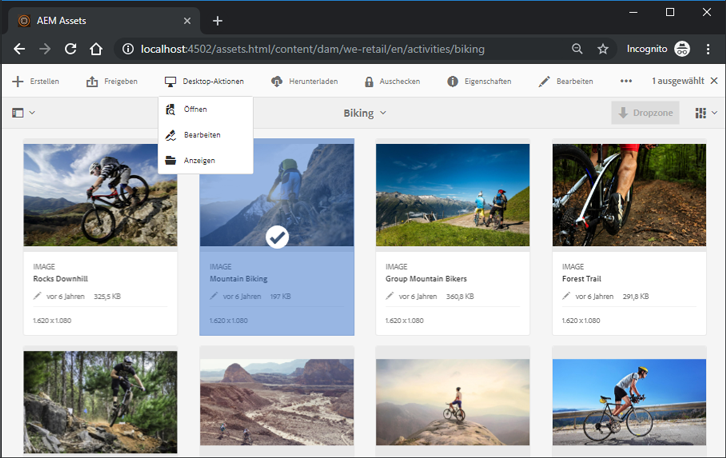 AEM Assets
localhost:4502/assets.html/content/dam/we-retail/en/activities/biking
Incognito
Erstellen
Freigeben
Desktop-Aktionen
Herunterladen
Auschecken
Eigenschaften
Bearbeiten
1 ausgewählt
Öffnen
Bearbeiten
Anzeigen
Biking
Dropzone
IMAGE
Rocks Downhill
vor 6 Jahren 325,5 KB
1.620 x 1.080
IMAGE
Mountain Biking
vor 6 Jahren 197 KB
1.620 x 1.080
IMAGE
Group Mountain Bikers
vor 6 Jahren 360,8 KB
1.620 x 1.080
IMAGE
Forest Trail
vor 6 Jahren 291,8 KB
1.620 x 1.080